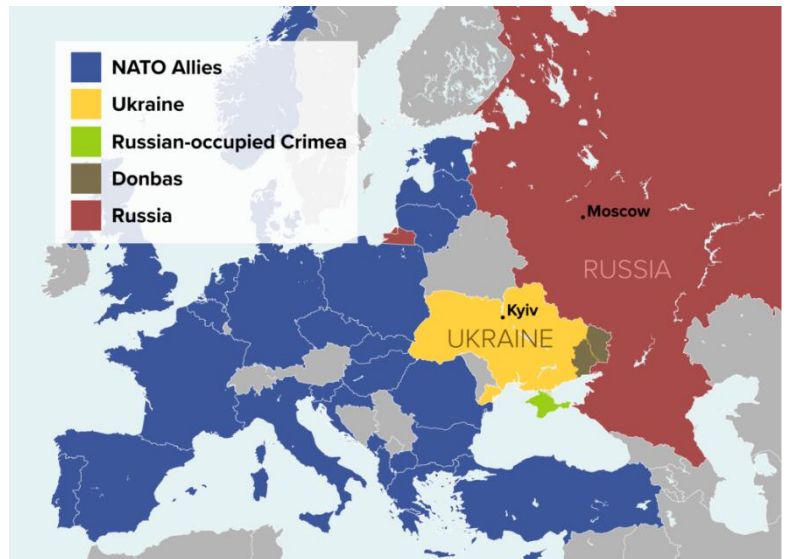 NATO Allies
Ukraine
Russian-occupied Crimea
Donbas
Russia
Moscow
RUSSIA
Kyiv
UKRAINE